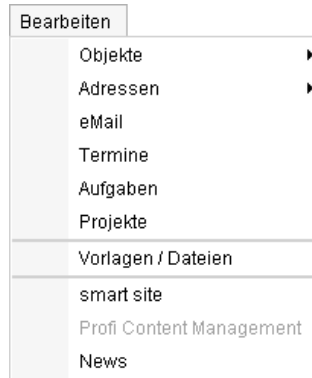 Bearbeiten
Objekte
Adressen
eMail
Termine
Aufgaben
Projekte
Vorlagen / Dateien
smart site
Profi Content Management
News